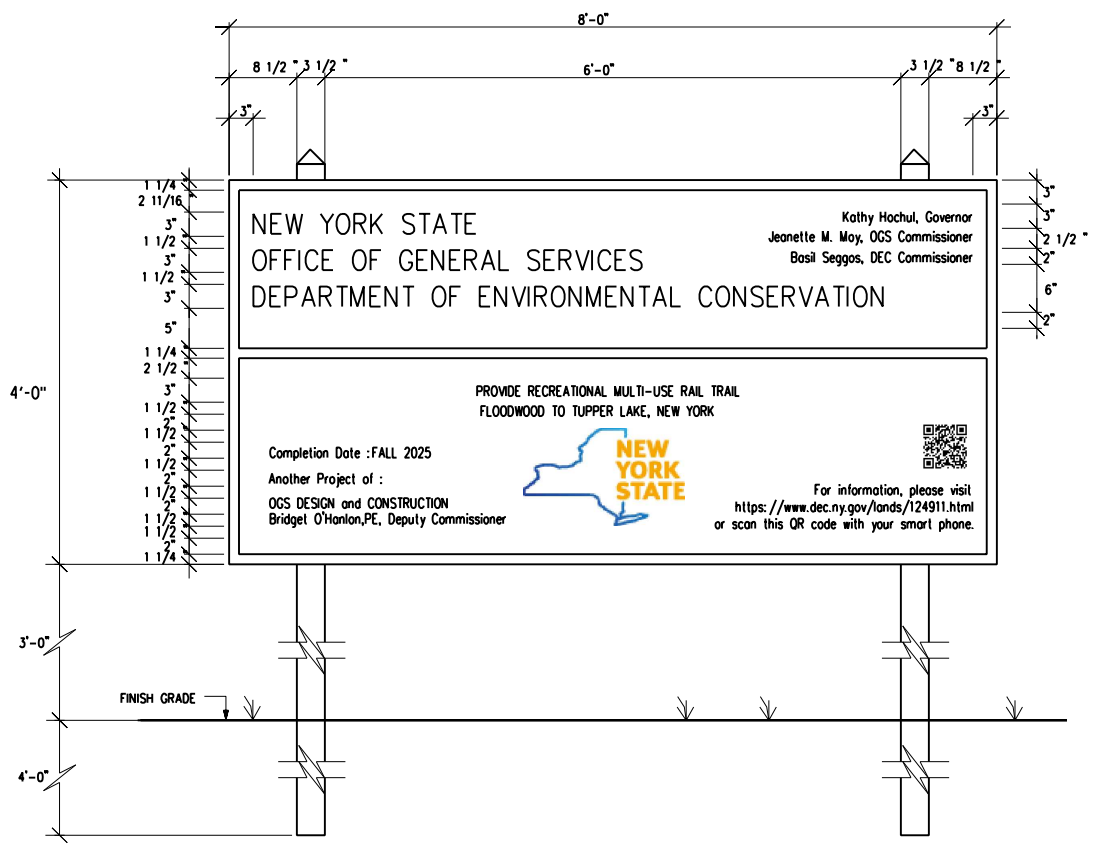 8'-0"
8 1/2" 3 1/2" 6'-0" 3 1/2" 8 1/2"
3" 3"
1 1/4"
2 11/16"
3"
1 1/2"
3"
1 1/2"
3"
5"
1 1/4"
2 1/2"
3"
1 1/2"
2"
1 1/2"
2"
1 1/2"
2"
1 1/2"
2"
1 1/2"
1 1/2"
2"
1 1/4"
4'-0"
3'-0"
4'-0"
NEW YORK STATE
OFFICE OF GENERAL SERVICES
DEPARTMENT OF ENVIRONMENTAL CONSERVATION
Kathy Hochul, Governor
Jeanette M. Moy, OGS Commissioner
Basil Seggos, DEC Commissioner
3"
3"
2 1/2"
2"
6"
2"
PROVIDE RECREATIONAL MULTI-USE RAIL TRAIL
FLOODWOOD TO TUPPER LAKE, NEW YORK
Completion Date :FALL 2025
Another Project of :
OGS DESIGN and CONSTRUCTION
Bridget O'Hanlon,PE, Deputy Commissioner
NEW
YORK
STATE
For information, please visit
https://www.dec.ny.gov/lands/124911.html
or scan this QR code with your smart phone.
FINISH GRADE